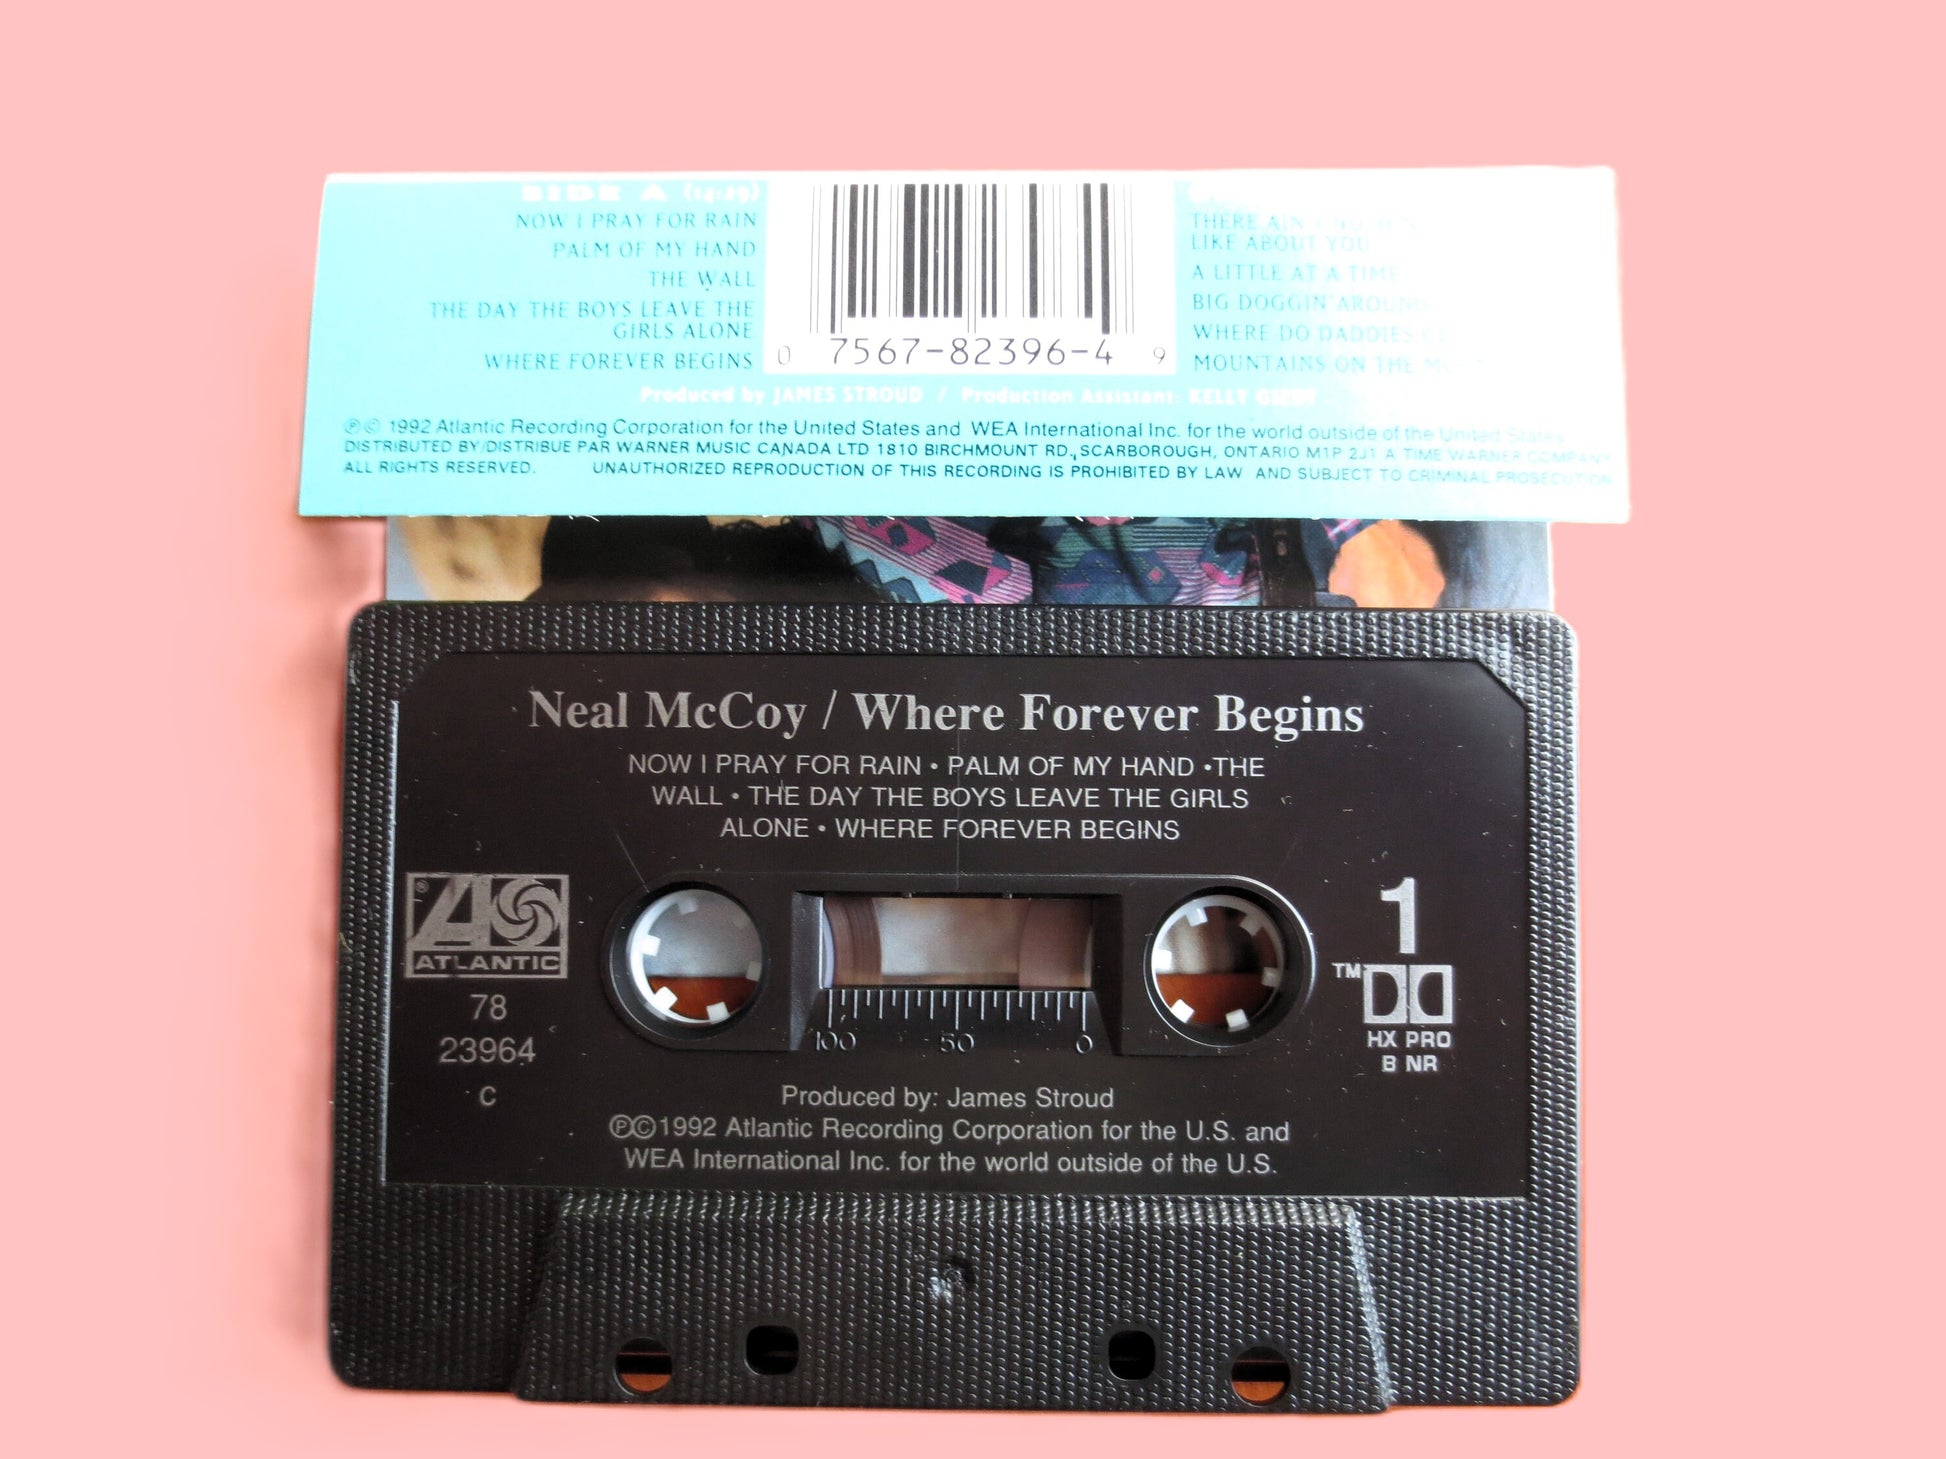 SIDE A (14:29)
NOW I PRAY FOR RAIN
PALM OF MY HAND
THE WALL
THE DAY THE BOYS LEAVE THE
GIRLS ALONE
WHERE FOREVER BEGINS
0 7567-82396-4 9
THERE AIN'T
LIKE ABOUT YOU
A LITTLE AT A TIME
BIG DOGGIN' AROUND
WHERE DO DADDIES
MOUNTAINS ON THE
Produced by JAMES STROUD / Production Assistant: KELLY
℗© 1992 Atlantic Recording Corporation for the United States and WEA International Inc. for the world outside of the United States
DISTRIBUTED BY/DISTRIBUE PAR WARNER MUSIC CANADA LTD 1810 BIRCHMOUNT RD., SCARBOROUGH, ONTARIO M1P 2J1 A TIME WARNER COMPANY
ALL RIGHTS RESERVED. UNAUTHORIZED REPRODUCTION OF THIS RECORDING IS PROHIBITED BY LAW AND SUBJECT TO CRIMINAL PROSECUTION
Neal McCoy / Where Forever Begins
NOW I PRAY FOR RAIN • PALM OF MY HAND • THE
WALL • THE DAY THE BOYS LEAVE THE GIRLS
ALONE • WHERE FOREVER BEGINS
® A
ATLANTIC
78
23964
C
100 50 0
1
TM
HX PRO
B NR
Produced by: James Stroud
℗©1992 Atlantic Recording Corporation for the U.S. and
WEA International Inc. for the world outside of the U.S.